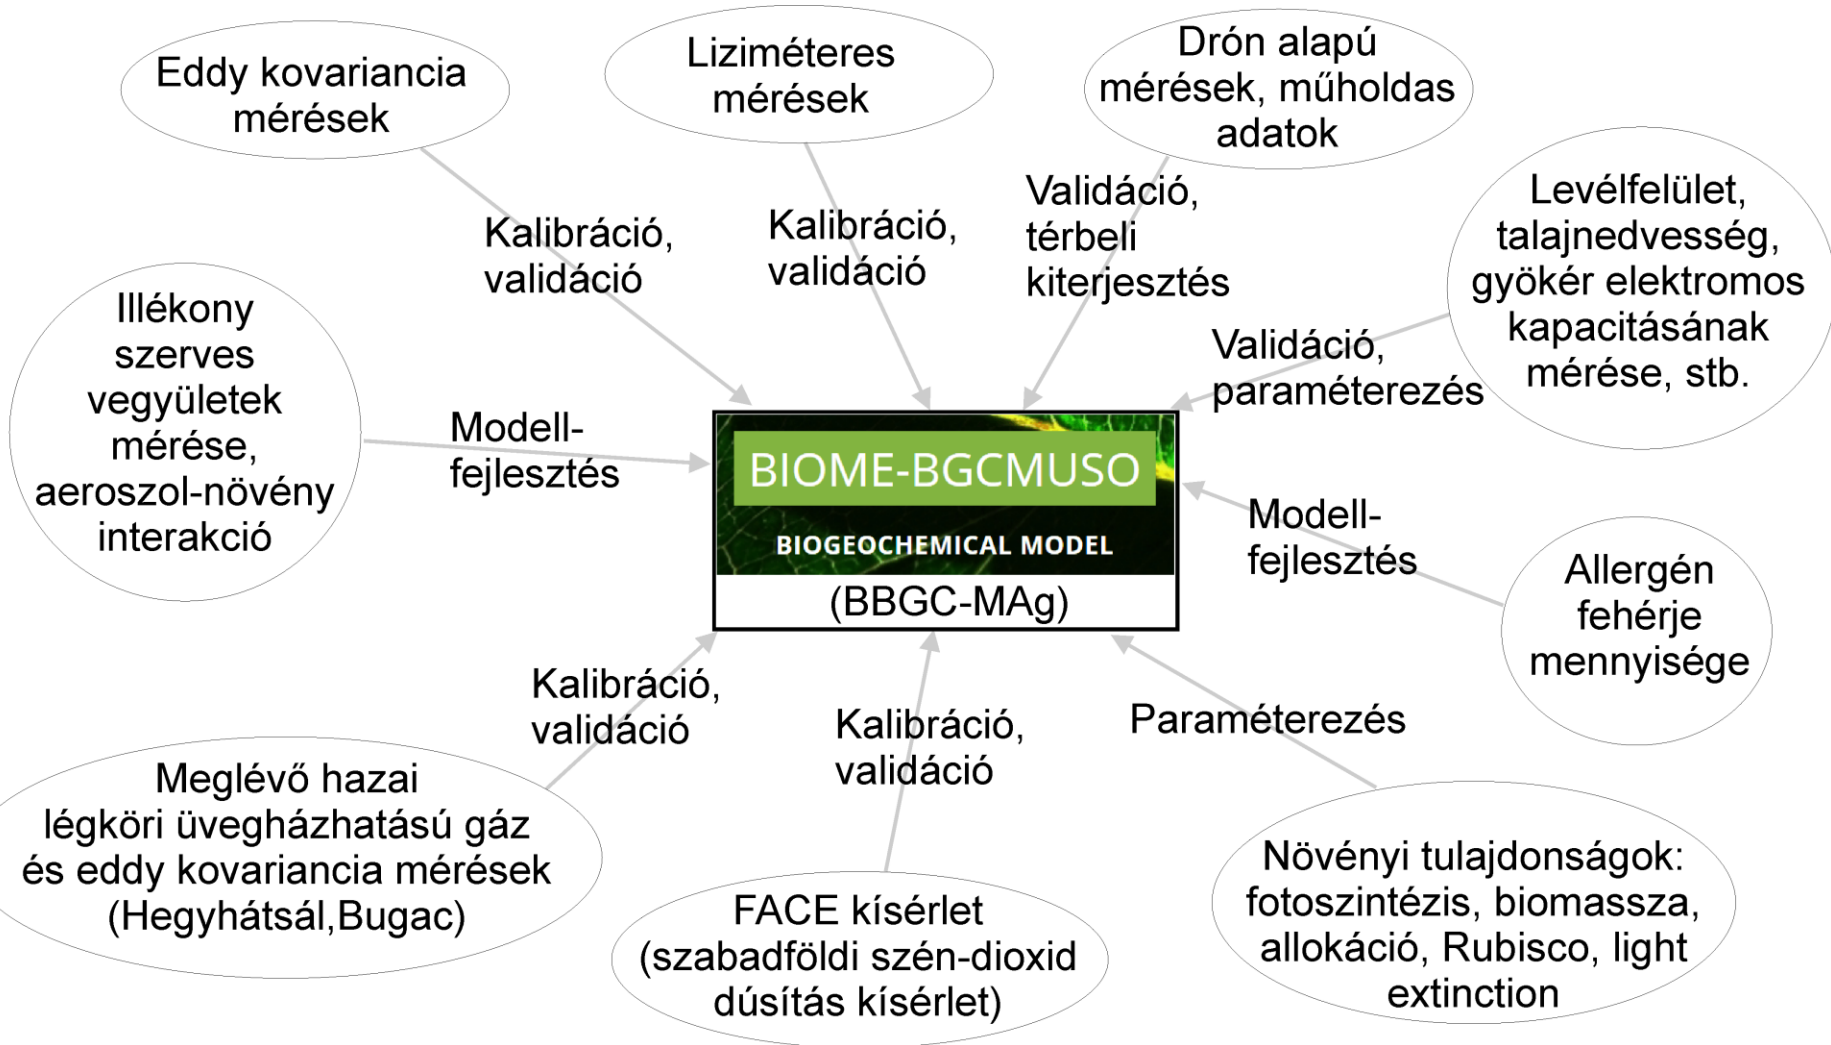 Eddy kovariancia
mérések
Liziméteres
mérések
Drón alapú
mérések, műholdas
adatok
Levélfelület,
talajnedvesség,
gyökér elektromos
kapacitásának
mérése, stb.
Kalibráció,
validáció
Kalibráció,
validáció
Validáció,
térbeli
kiterjesztés
Validáció,
paraméterezés
Illékony
szerves
vegyületek
mérése,
aeroszol-növény
interakció
Modell-
fejlesztés
BIOME-BGCMUSO
BIOGEOCHEMICAL MODEL
(BBGC-MAg)
Modell-
fejlesztés
Allergén
fehérje
mennyisége
Kalibráció,
validáció
Kalibráció,
validáció
Paraméterezés
Meglévő hazai
légköri üvegházhatású gáz
és eddy kovariancia mérések
(Hegyhátsál,Bugac)
FACE kísérlet
(szabadföldi szén-dioxid
dúsítás kísérlet)
Növényi tulajdonságok:
fotoszintézis, biomassza,
allokáció, Rubisco, light
extinction